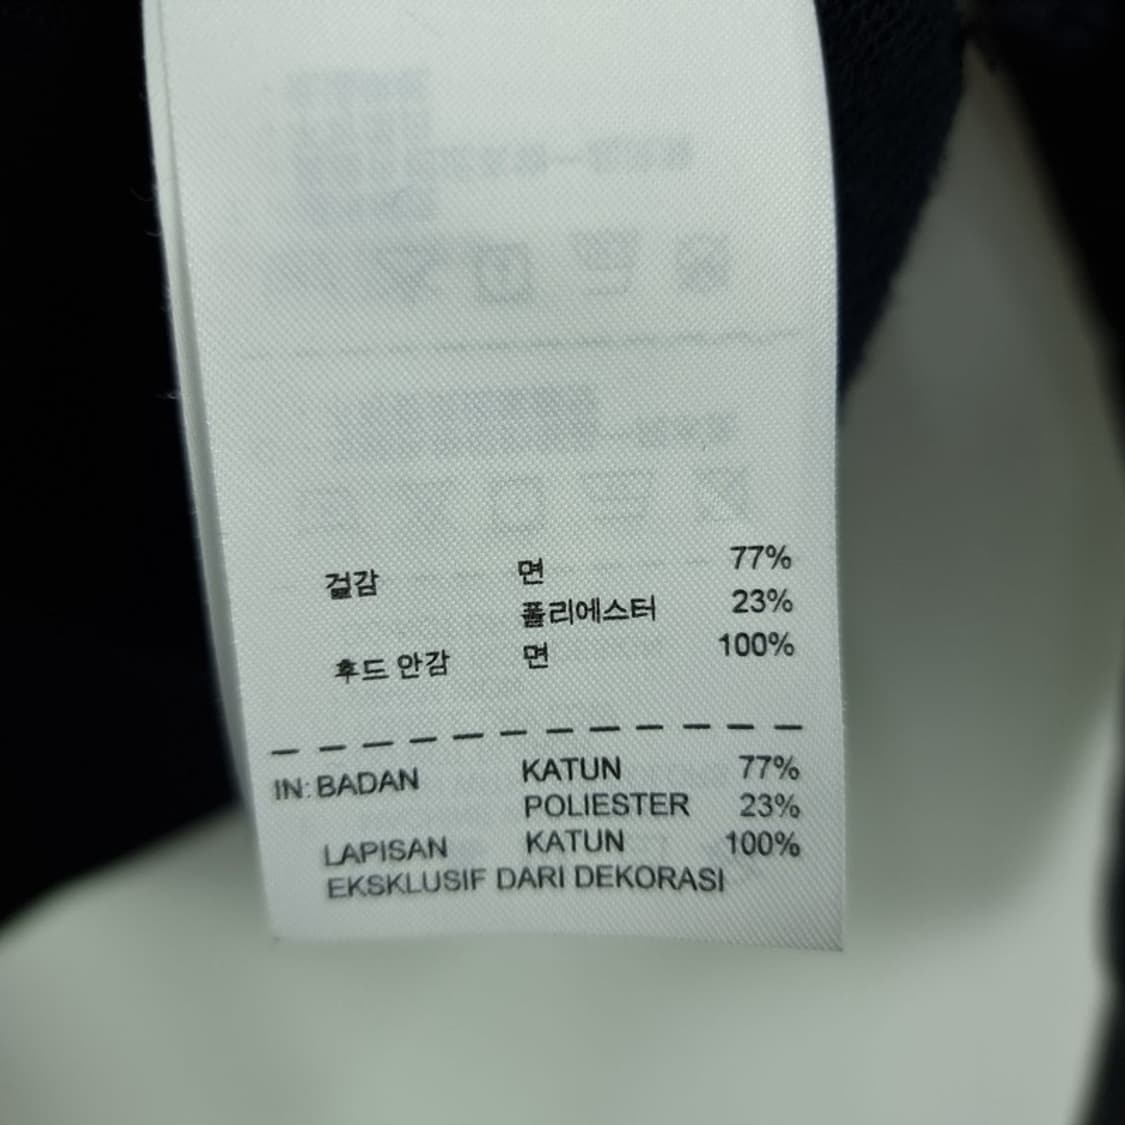 걸감 면 77%
폴리에스터 23%
후드 안감 면 100%
IN: BADAN KATUN 77%
POLIESTER 23%
LAPISAN KATUN 100%
EKSKLUSIF DARI DEKORASI